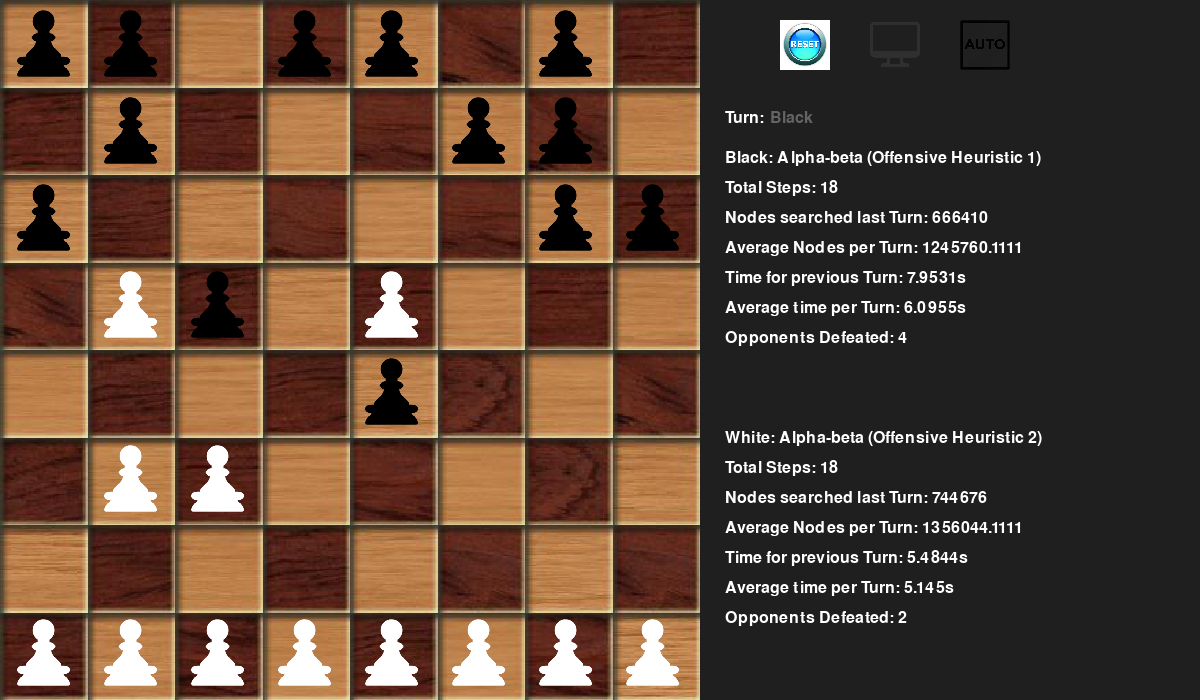 RESET
AUTO
Turn: Black
Black: Alpha-beta (Offensive Heuristic 1)
Total Steps: 18
Nodes searched last Turn: 666410
Average Nodes per Turn: 1245760.1111
Time for previous Turn: 7.9531s
Average time per Turn: 6.0955s
Opponents Defeated: 4
White: Alpha-beta (Offensive Heuristic 2)
Total Steps: 18
Nodes searched last Turn: 744676
Average Nodes per Turn: 1356044.1111
Time for previous Turn: 5.4844s
Average time per Turn: 5.145s
Opponents Defeated: 2